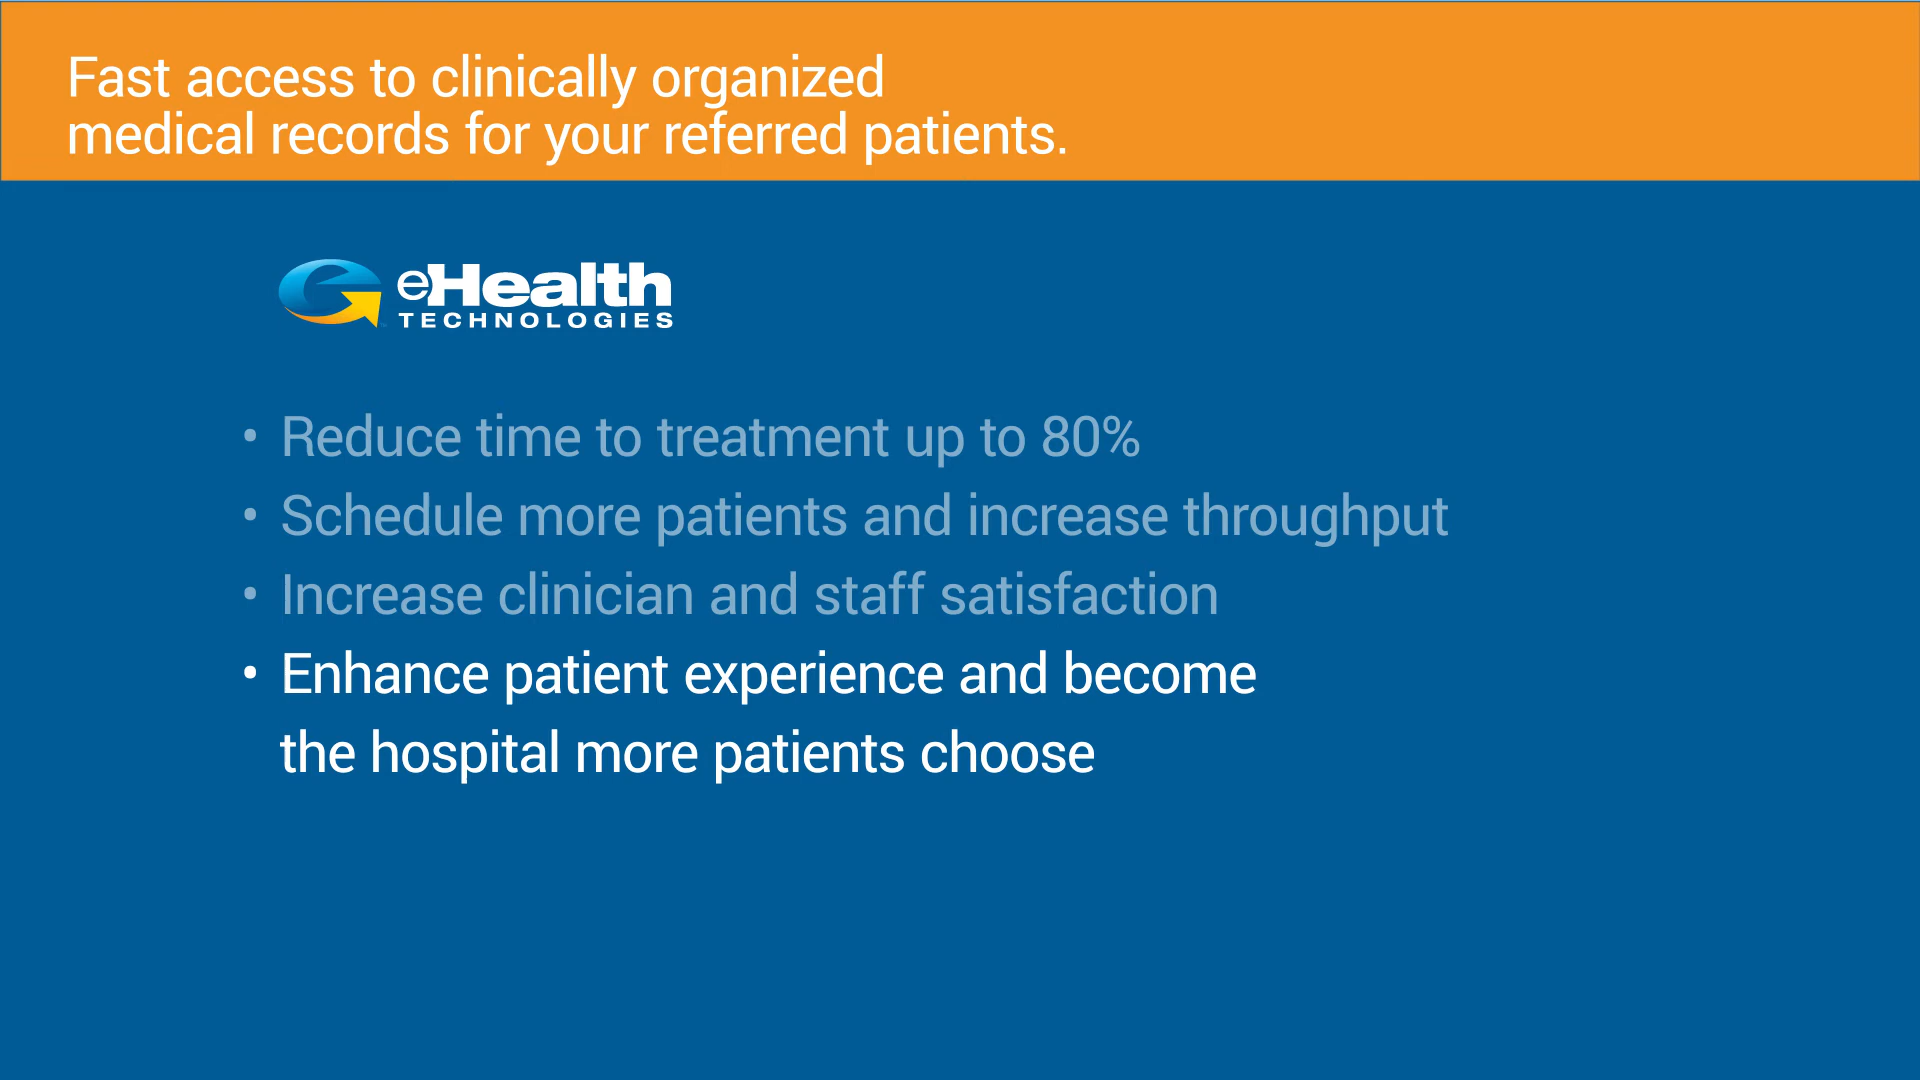 Fast access to clinically organized
medical records for your referred patients.
eHealth
TECHNOLOGIES
• Reduce time to treatment up to 80%
• Schedule more patients and increase throughput
• Increase clinician and staff satisfaction
• Enhance patient experience and become
the hospital more patients choose